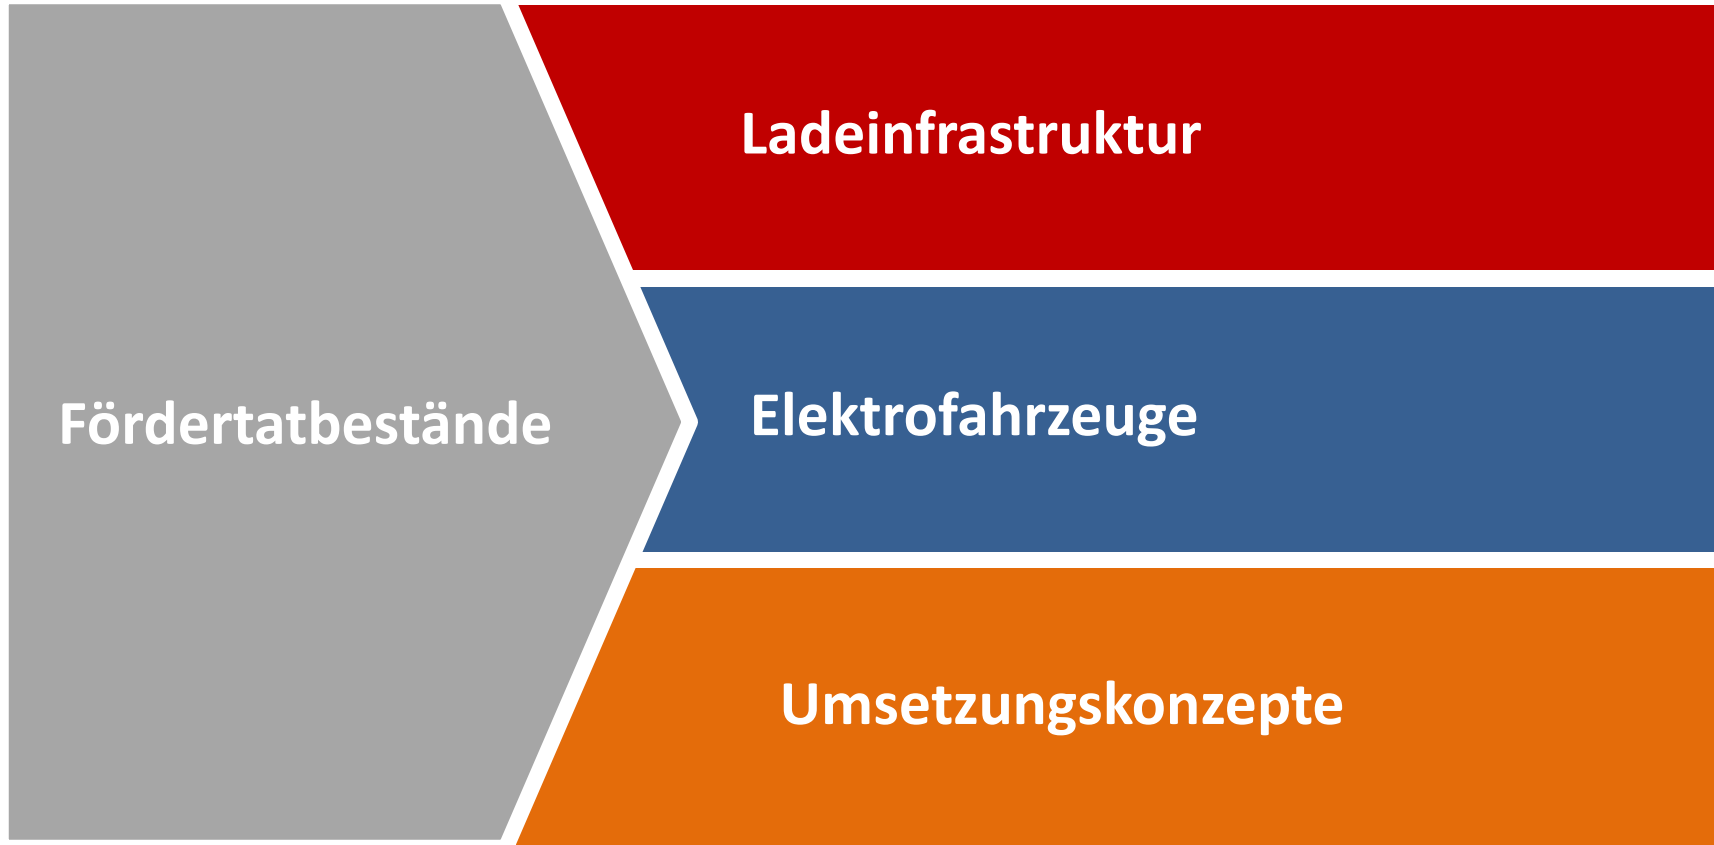 Fördertatbestände
Ladeinfrastruktur
Elektrofahrzeuge
Umsetzungskonzepte